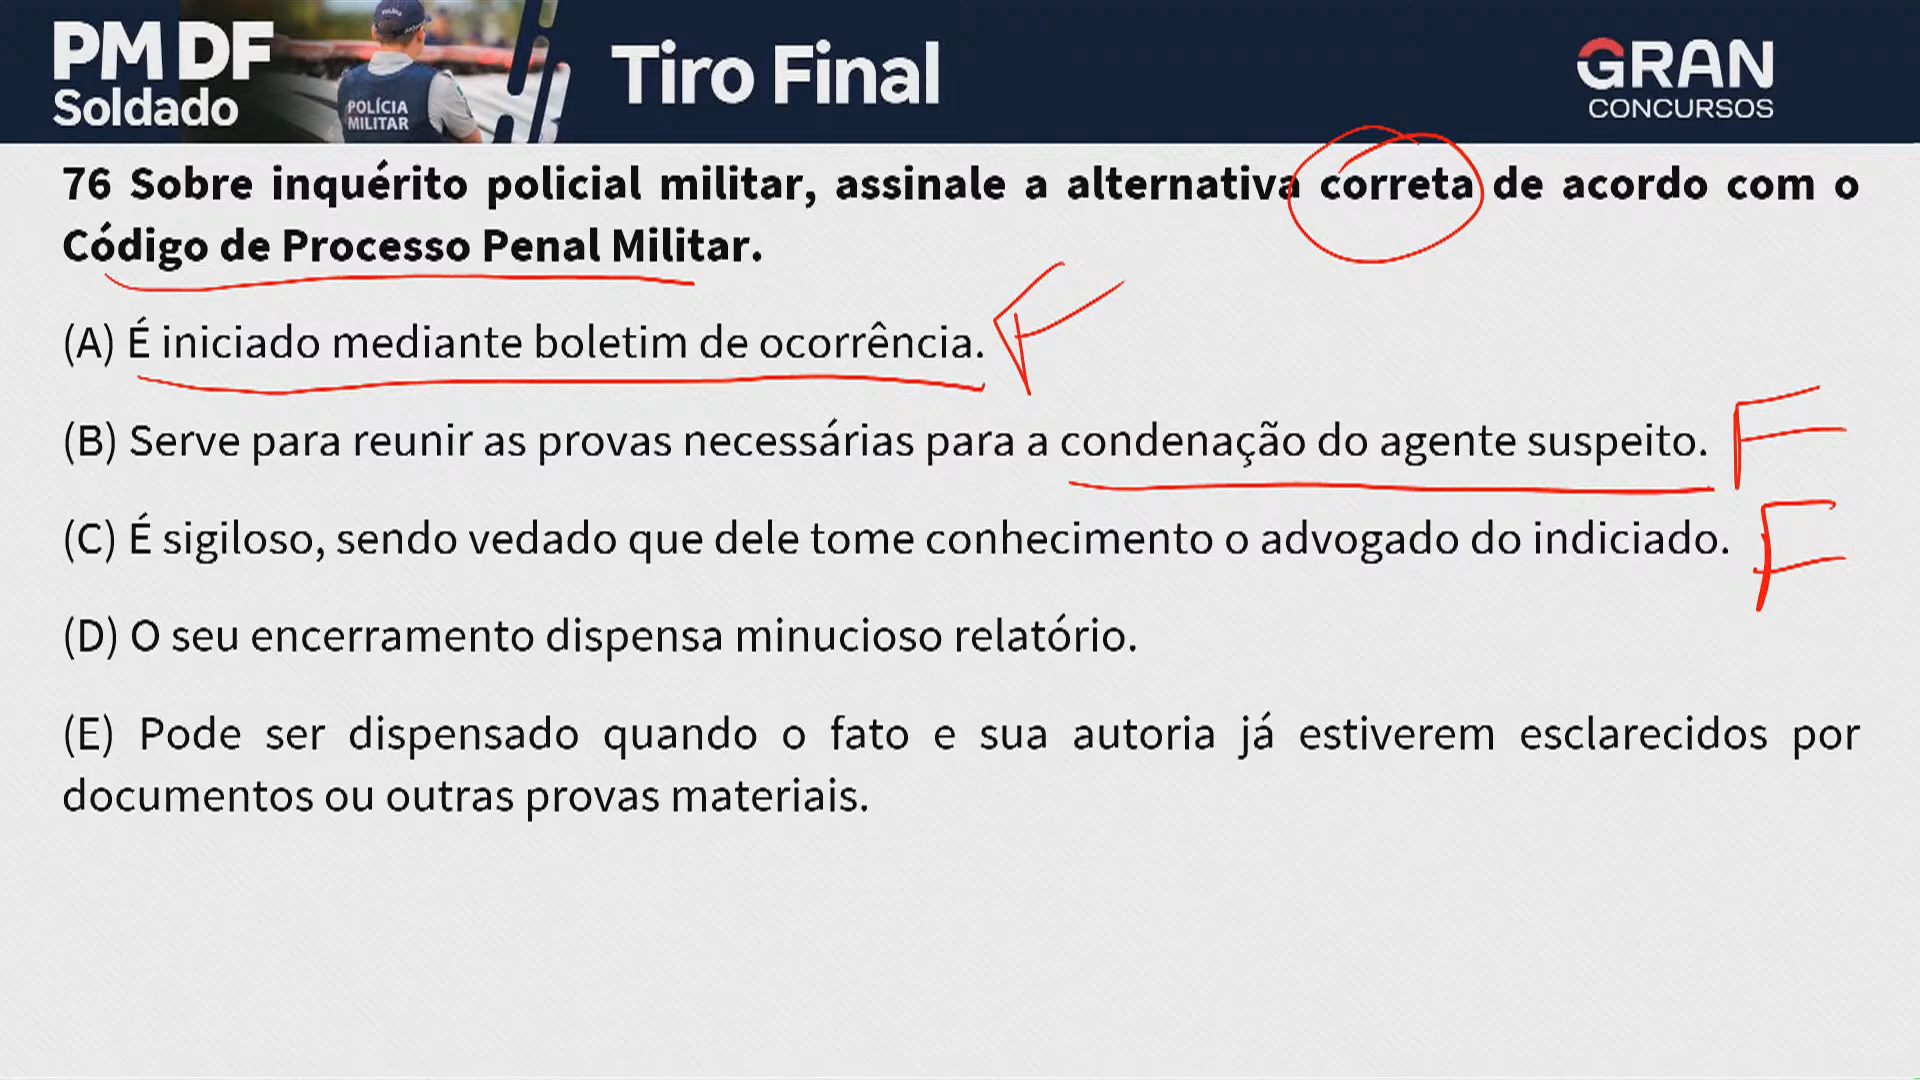 PM DF
Soldado
POLÍCIA
MILITAR
Tiro Final
GRAN
CONCURSOS
76 Sobre inquérito policial militar, assinale a alternativa correta de acordo com o
Código de Processo Penal Militar.
(A) É iniciado mediante boletim de ocorrência. F
(B) Serve para reunir as provas necessárias para a condenação do agente suspeito. F
(C) É sigiloso, sendo vedado que dele tome conhecimento o advogado do indiciado. F
(D) O seu encerramento dispensa minucioso relatório.
(E) Pode ser dispensado quando o fato e sua autoria já estiverem esclarecidos por
documentos ou outras provas materiais.